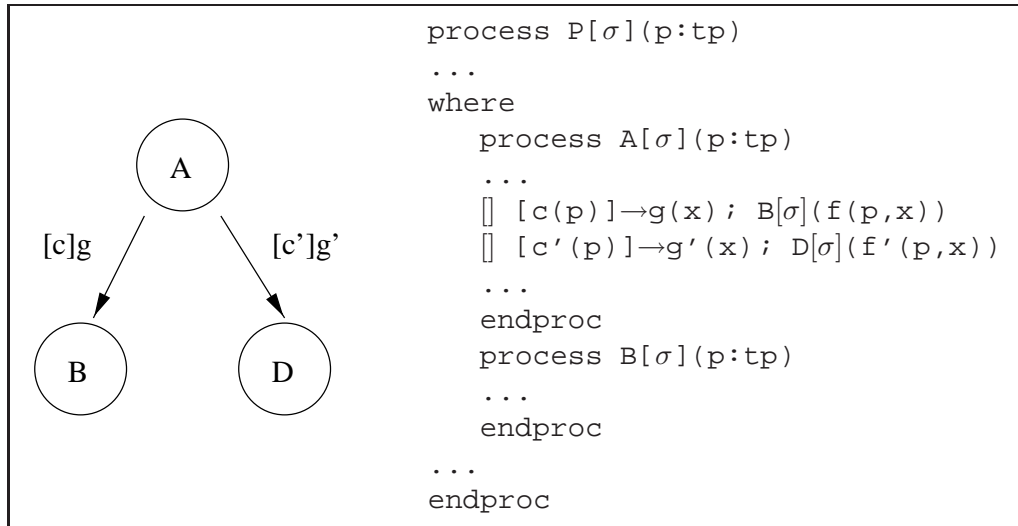 A
[c]g
[c']g'
B
D
process P[σ](p:tp)
...
where
process A[σ](p:tp)
...
[] [c(p)]→g(x); B[σ](f(p,x))
[] [c'(p)]→g'(x); D[σ](f'(p,x))
...
endproc
process B[σ](p:tp)
...
endproc
...
endproc